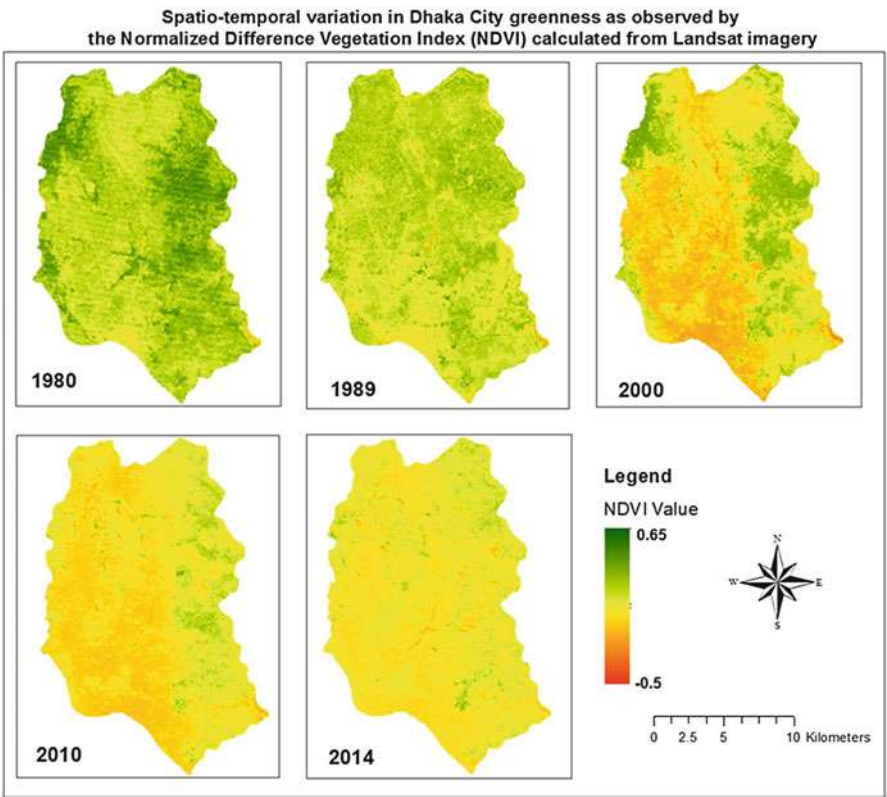 Spatio-temporal variation in Dhaka City greenness as observed by
the Normalized Difference Vegetation Index (NDVI) calculated from Landsat imagery
1980
1989
2000
2010
2014
Legend
NDVI Value
0.65
-0.5
N
W E
S
0 2.5 5 10 Kilometers